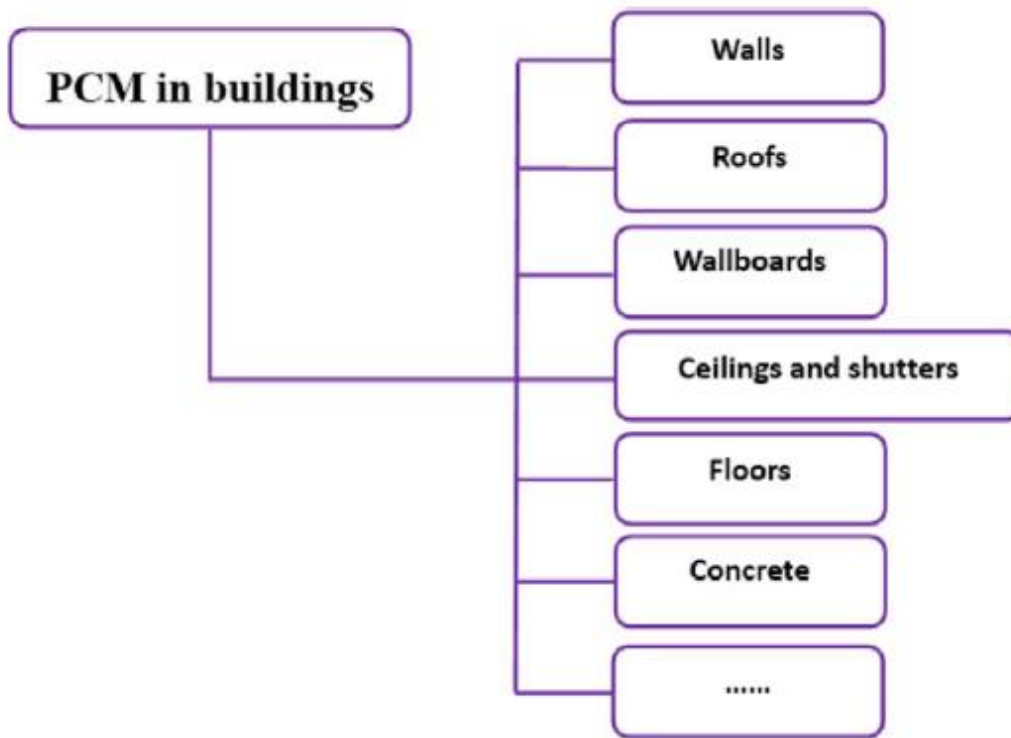 PCM in buildings
Walls
Roofs
Wallboards
Ceilings and shutters
Floors
Concrete
......